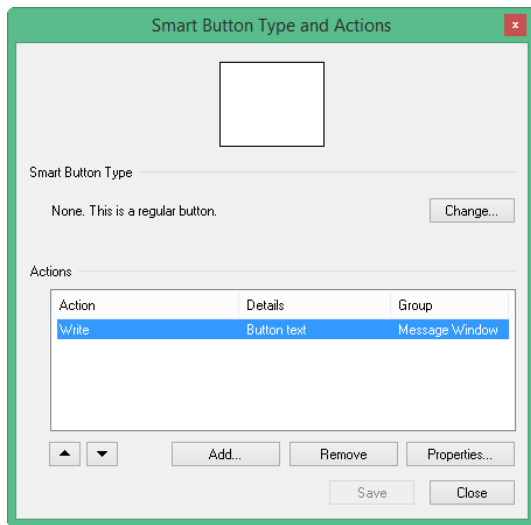 Smart Button Type and Actions
x
Smart Button Type
None. This is a regular button.
Change...
Actions
Action Details Group
Write Button text Message Window
Add... Remove Properties...
Save Close